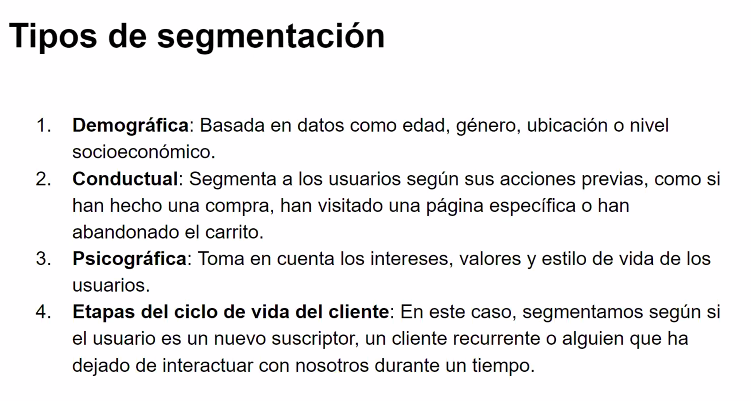 Tipos de segmentación
1. Demográfica: Basada en datos como edad, género, ubicación o nivel
socioeconómico.
2. Conductual: Segmenta a los usuarios según sus acciones previas, como si
han hecho una compra, han visitado una página específica o han
abandonado el carrito.
3. Psicográfica: Toma en cuenta los intereses, valores y estilo de vida de los
usuarios.
4. Etapas del ciclo de vida del cliente: En este caso, segmentamos según si
el usuario es un nuevo suscriptor, un cliente recurrente o alguien que ha
dejado de interactuar con nosotros durante un tiempo.